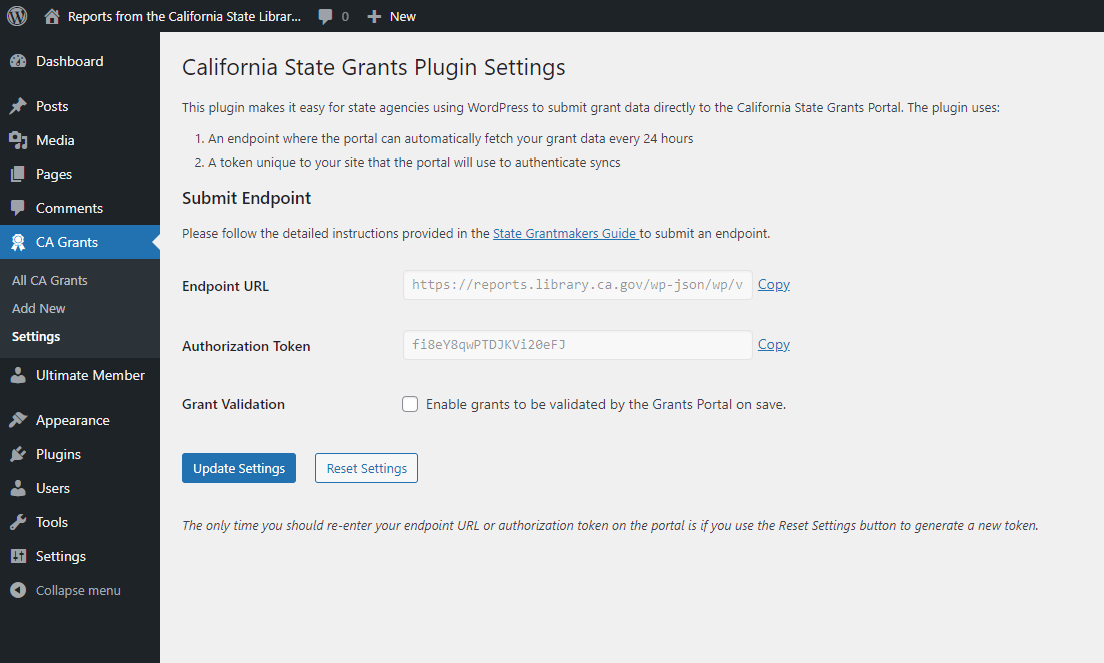 Reports from the California State Librar... 0 New
Dashboard
Posts
Media
Pages
Comments
CA Grants
All CA Grants
Add New
Settings
Ultimate Member
Appearance
Plugins
Users
Tools
Settings
Collapse menu
California State Grants Plugin Settings
This plugin makes it easy for state agencies using WordPress to submit grant data directly to the California State Grants Portal. The plugin uses:
1. An endpoint where the portal can automatically fetch your grant data every 24 hours
2. A token unique to your site that the portal will use to authenticate syncs
Submit Endpoint
Please follow the detailed instructions provided in the State Grantmakers Guide to submit an endpoint.
Endpoint URL https://reports.library.ca.gov/wp-json/wp/v Copy
Authorization Token fi8eY8qwPTDJKVi20eFJ Copy
Grant Validation Enable grants to be validated by the Grants Portal on save.
Update Settings Reset Settings
The only time you should re-enter your endpoint URL or authorization token on the portal is if you use the Reset Settings button to generate a new token.